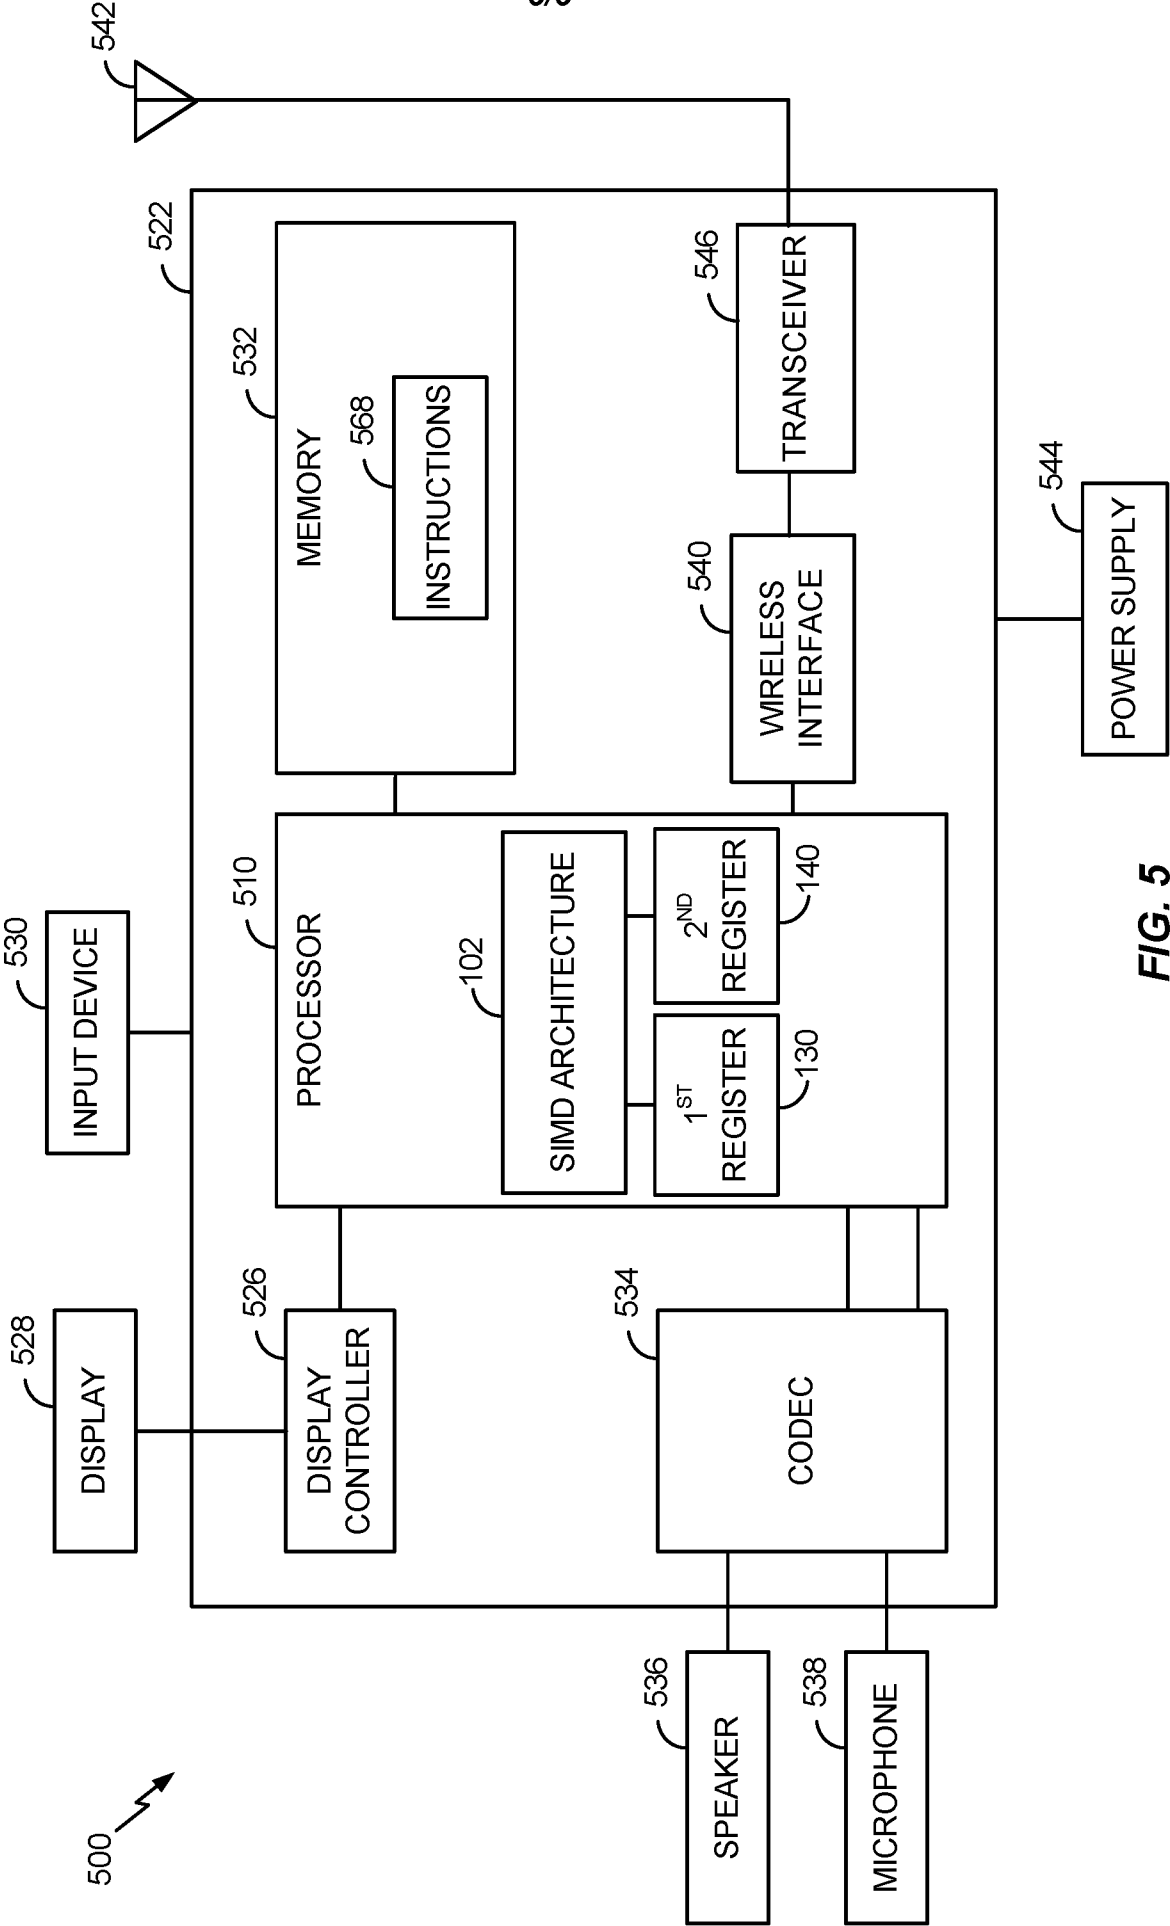 500
DISPLAY
528
INPUT DEVICE
530
542
522
DISPLAY
CONTROLLER
526
PROCESSOR
510
MEMORY
532
INSTRUCTIONS
568
SIMD ARCHITECTURE
102
1ST
REGISTER
130
2ND
REGISTER
140
SPEAKER
536
MICROPHONE
538
CODEC
534
WIRELESS
INTERFACE
540
TRANSCEIVER
546
POWER SUPPLY
544
FIG. 5